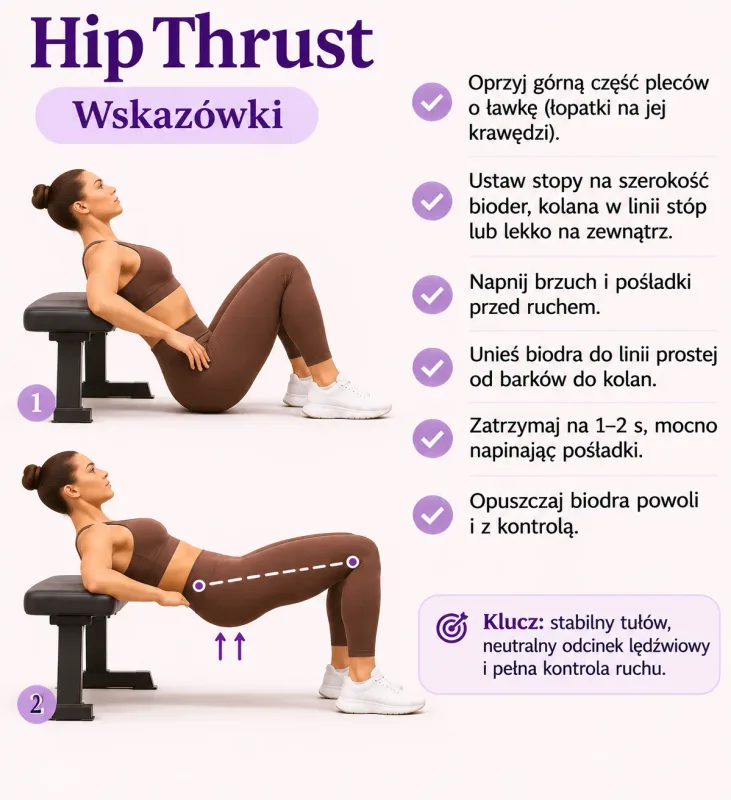 Hip Thrust
Wskazówki
Oprzyj górną część pleców
o ławkę (łopatki na jej
krawędzi).
Ustaw stopy na szerokość
bioder, kolana w linii stóp
lub lekko na zewnątrz.
Napnij brzuch i pośladki
przed ruchem.
Unieś biodra do linii prostej
od barków do kolan.
Zatrzymaj na 1–2 s, mocno
napinając pośladki.
Opuszczaj biodra powoli
i z kontrolą.
Klucz: stabilny tułów,
neutralny odcinek lędźwiowy
i pełna kontrola ruchu.
1
2